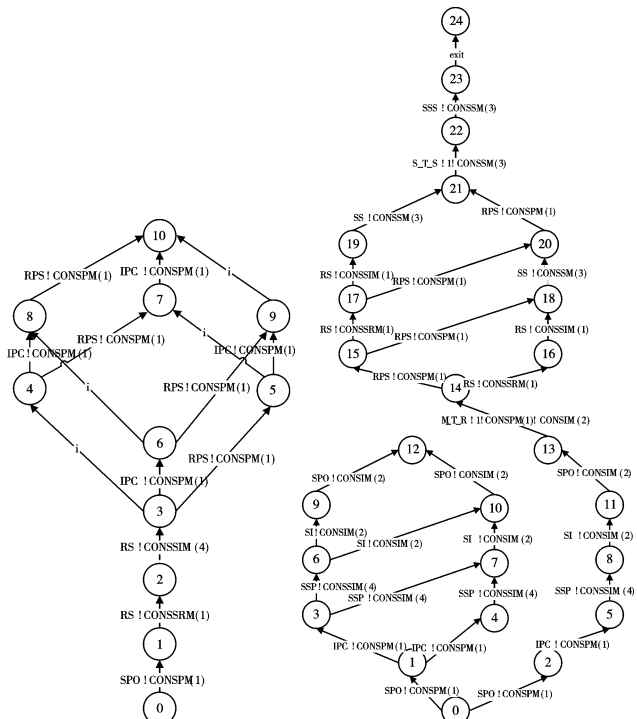 24
exit
23
SSS !CONSSM(3)
22
S_T_S !1!CONSSM(3)
21
SS !CONSSM(3)
RPS!CONSPM(1)
19
20
RS!CONSSIM(1)
RPS!CONSPM(1)
SS !CONSSM(3)
17
18
RS!CONSSRM(1)
RPS!CONSPM(1)
RS!CONSSIM(1)
15
16
RPS!CONSPM(1)
14
RS!CONSSRM(1)
M_T_R !1!CONSPM(1)!CONSIM(2)
12
13
SPO!CONSIM(2)
SPO!CONSIM(2)
SPO!CONSIM(2)
9
10
11
SI!CONSIM(2)
SI!CONSIM(2)
SI !CONSIM(2)
SI !CONSIM(2)
6
7
8
SSP!CONSSIM(4)
SSP!CONSSIM(4)
SSP !CONSSIM(4)
SSP !CONSSIM(4)
3
4
5
IPC!CONSPM(1)
IPC!CONSPM(1)
IPC!CONSPM(1)
1
2
SPO!CONSPM(1)
SPO!CONSPM(1)
0
10
RPS!CONSPM(1)
IPC!CONSPM(1)
i
8
7
9
IPC!CONSPM(1)
RPS!CONSPM(1)
i
IPC!CONSPM(1)
4
5
i
RPS!CONSPM(1)
6
RPS!CONSPM(1)
i
IPC !CONSPM(1)
3
RS !CONSSIM(4)
2
RS !CONSSRM(1)
1
SPO!CONSPM(1)
0